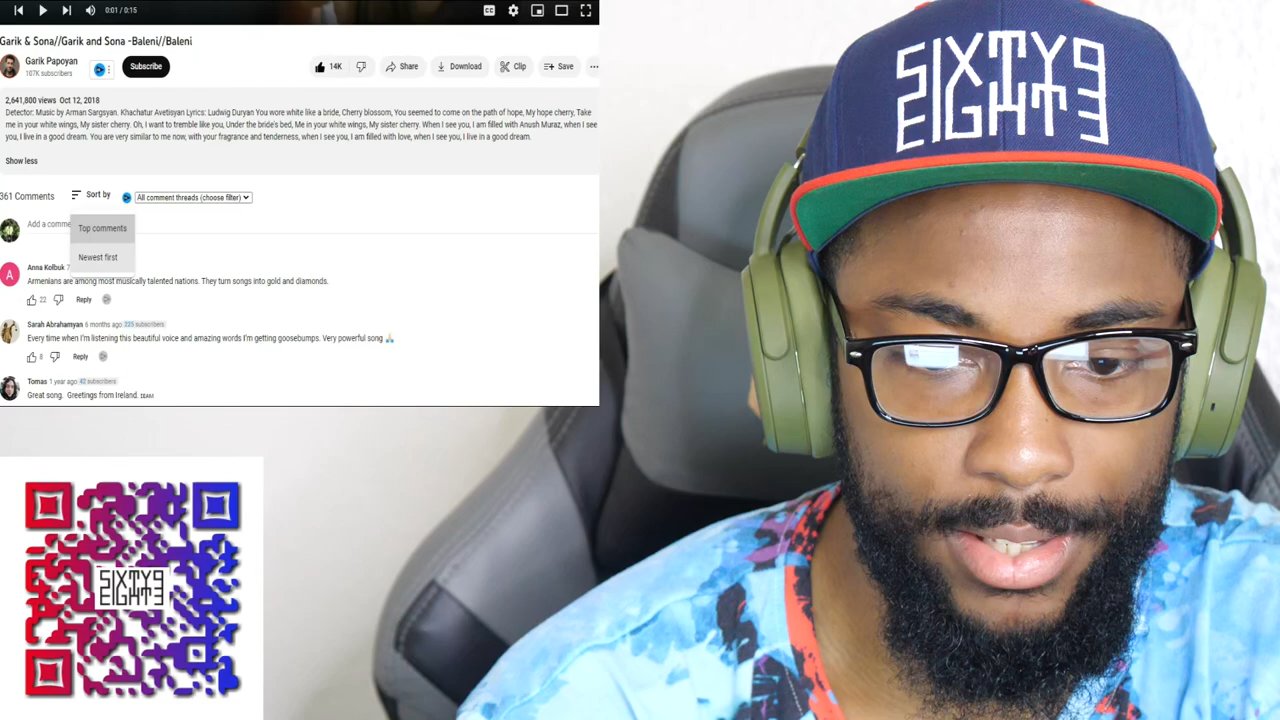 0:01 / 0:15
Garik & Sona//Garik and Sona -Baleni//Baleni
Garik Papoyan
107K subscribers
Subscribe
14K
Share
Download
Clip
Save
2,641,800 views Oct 12, 2018
Detector: Music by Arman Sargsyan. Khachatur Avetisyan Lyrics: Ludwig Duryan You wore white like a bride, Cherry blossom, You seemed to come on the path of hope, My hope cherry, Take
me in your white wings, My sister cherry. Oh, I want to tremble like you, Under the bride's bed, Me in your white wings, My sister cherry. When I see you, I am filled with Anush Muraz, when I see
you, I live in a good dream. You are very similar to me now, with your fragrance and tenderness, when I see you, I am filled with love, when I see you, I live in a good dream.
Show less
361 Comments
Sort by
All comment threads (choose filter)
Add a comme
Top comments
Newest first
A
Anna Kolbuk
Armenians are among most musically talented nations. They turn songs into gold and diamonds.
22
Reply
Sarah Abrahamyan 6 months ago 225 subscribers
Every time when I'm listening this beautiful voice and amazing words I'm getting goosebumps. Very powerful song 🙏
8
Reply
Tomas 1 year ago 42 subscribers
Great song. Greetings from Ireland.
SIXTY9
EIGHT3
SIXTY9
EIGHT3